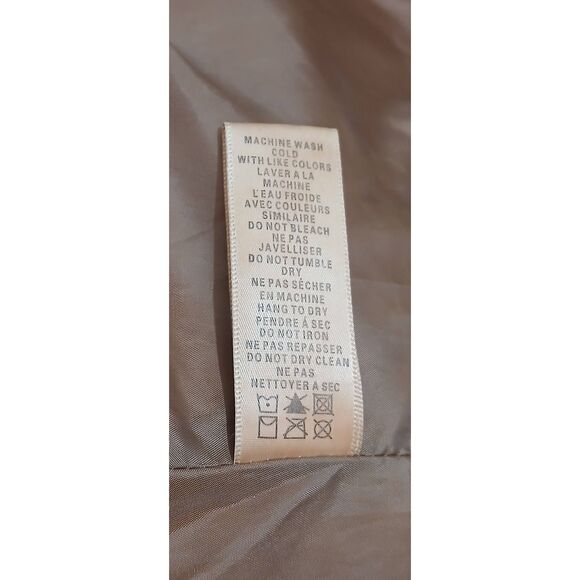 MACHINE WASH
COLD
WITH LIKE COLORS
LAVER A LA
MACHINE
L'EAU FROIDE
AVEC COULEURS
SIMILAIRE
DO NOT BLEACH
NE PAS
JAVELLISER
DO NOT TUMBLE
DRY
NE PAS SÉCHER
EN MACHINE
HANG TO DRY
PENDRE Á SEC
DO NOT IRON
NE PAS REPASSER
DO NOT DRY CLEAN
NE PAS
NETTOYER A SEC